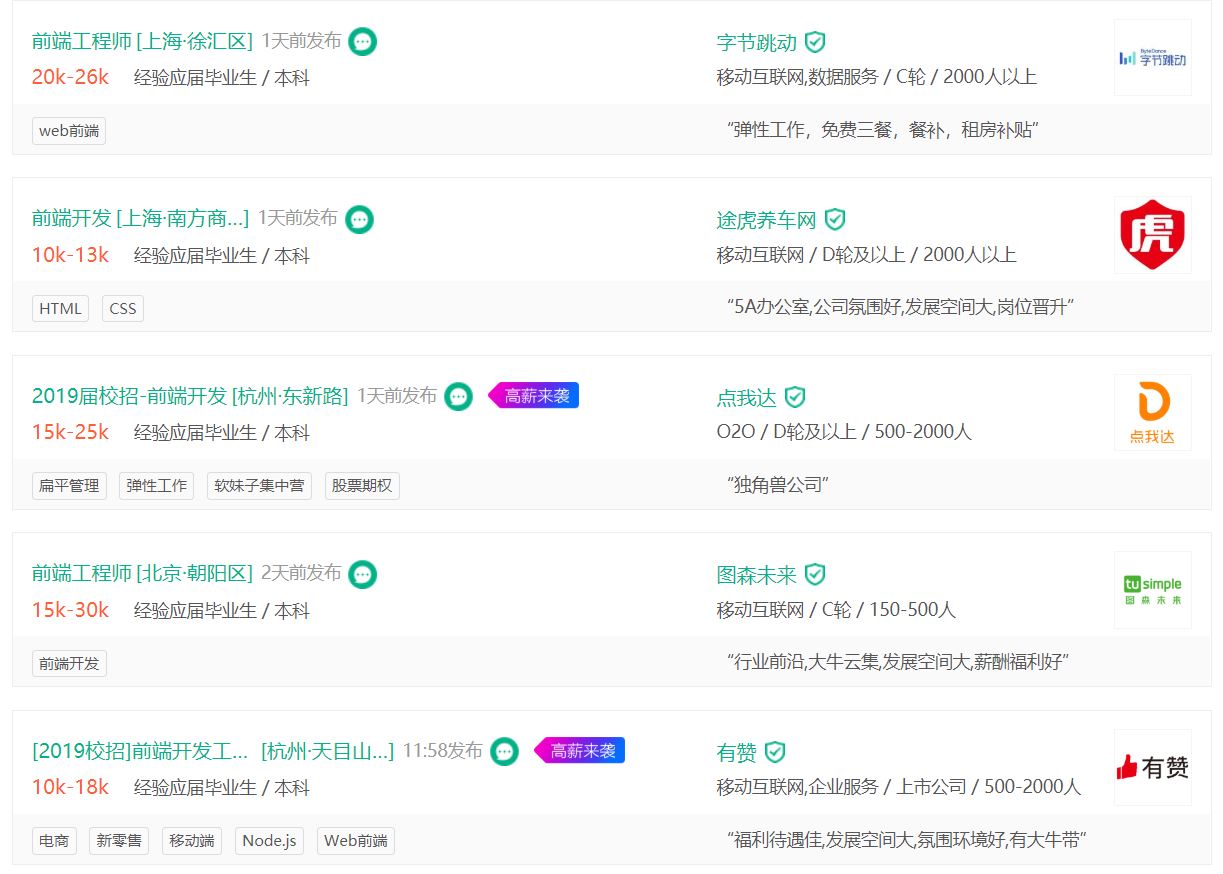 前端工程师 [上海·徐汇区] 1天前发布
20k-26k 经验应届毕业生 / 本科
字节跳动
移动互联网,数据服务 / C轮 / 2000人以上
ByteDance
字节跳动
web前端
“弹性工作，免费三餐，餐补，租房补贴”
前端开发 [上海·南方商...] 1天前发布
10k-13k 经验应届毕业生 / 本科
途虎养车网
移动互联网 / D轮及以上 / 2000人以上
虎
HTML CSS
“5A办公室,公司氛围好,发展空间大,岗位晋升”
2019届校招-前端开发 [杭州·东新路] 1天前发布 高薪来袭
15k-25k 经验应届毕业生 / 本科
点我达
O2O / D轮及以上 / 500-2000人
点我达
扁平管理 弹性工作 软妹子集中营 股票期权
“独角兽公司”
前端工程师 [北京·朝阳区] 2天前发布
15k-30k 经验应届毕业生 / 本科
图森未来
移动互联网 / C轮 / 150-500人
tusimple
图森未来
前端开发
“行业前沿,大牛云集,发展空间大,薪酬福利好”
[2019校招]前端开发工... [杭州·天目山...] 11:58发布 高薪来袭
10k-18k 经验应届毕业生 / 本科
有赞
移动互联网,企业服务 / 上市公司 / 500-2000人
有赞
电商 新零售 移动端 Node.js Web前端
“福利待遇佳,发展空间大,氛围环境好,有大牛带”